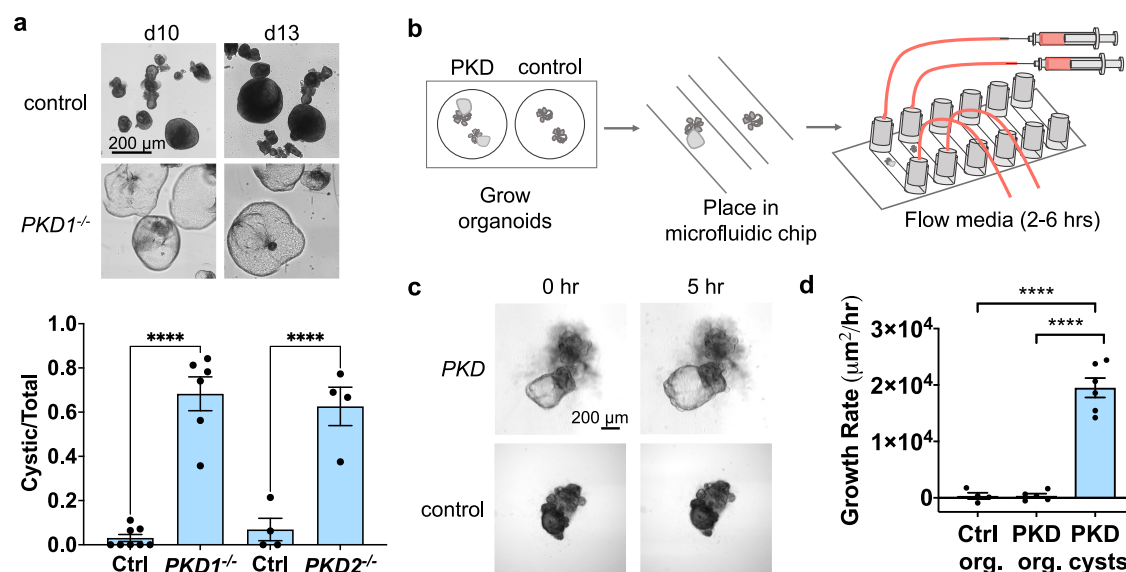 a
d10 d13
control
200 µm
PKD1-/-
1.0
0.8
0.6
0.4
0.2
0.0
Cystic/Total
**** ****
Ctrl PKD1-/- Ctrl PKD2-/-
b
PKD control
Grow
organoids
Place in
microfluidic chip
Flow media (2-6 hrs)
c
0 hr 5 hr
PKD
200 µm
control
d
****
****
Growth Rate (µm²/hr)
3×10⁴
2×10⁴
1×10⁴
0
Ctrl PKD PKD
org. org. cysts